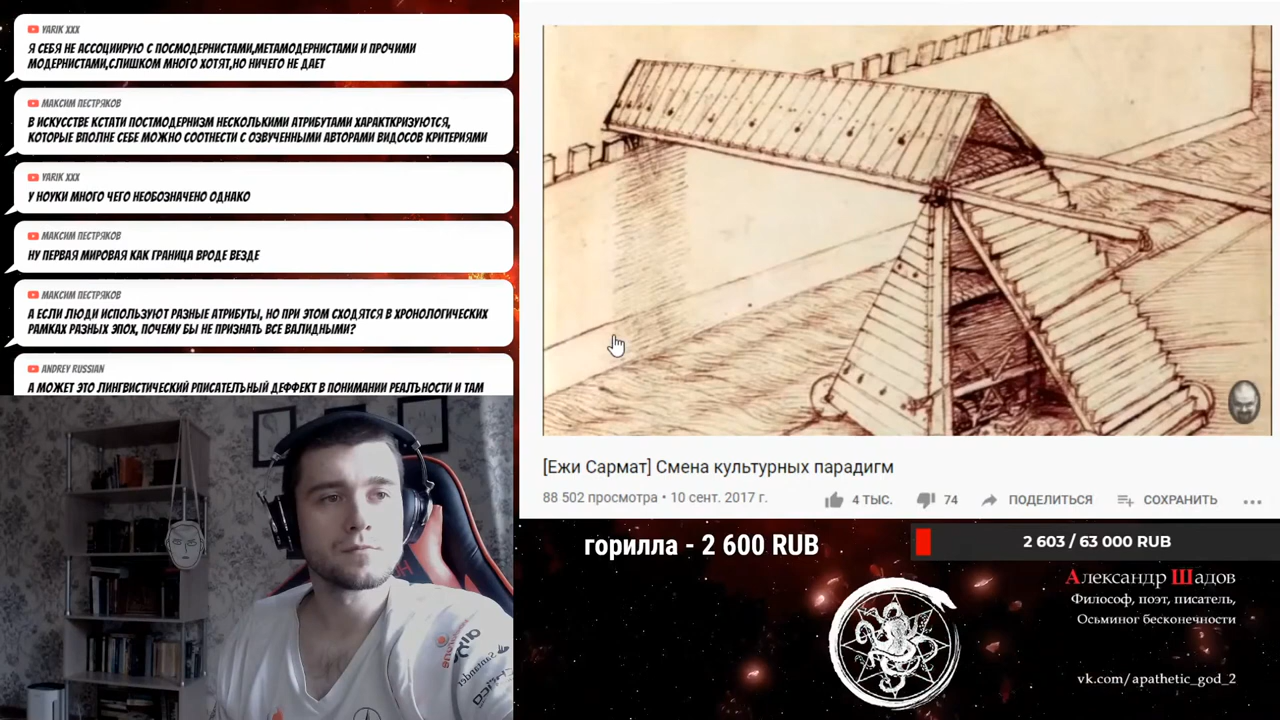 YARIK XXX
Я СЕБЯ НЕ АССОЦИИРУЮ С ПОСМОДЕРНИСТАМИ,МЕТАМОДЕРНИСТАМИ И ПРОЧИМИ
МОДЕРНИСТАМИ,СЛИШКОМ МНОГО ХОТЯТ,НО НИЧЕГО НЕ ДАЕТ
МАКСИМ ПЕСТРЯКОВ
В ИСКУССТВЕ КСТАТИ ПОСТМОДЕРНИЗМ НЕСКОЛЬКИМИ АТРИБУТАМИ ХАРАКТКРИЗУЮТСЯ,
КОТОРЫЕ ВПОЛНЕ СЕБЕ МОЖНО СООТНЕСТИ С ОЗВУЧЕННЫМИ АВТОРАМИ ВИДОСОВ КРИТЕРИЯМИ
YARIK XXX
У НОУКИ МНОГО ЧЕГО НЕОБОЗНАЧЕНО ОДНАКО
МАКСИМ ПЕСТРЯКОВ
НУ ПЕРВАЯ МИРОВАЯ КАК ГРАНИЦА ВРОДЕ ВЕЗДЕ
МАКСИМ ПЕСТРЯКОВ
А ЕСЛИ ЛЮДИ ИСПОЛЬЗУЮТ РАЗНЫЕ АТРИБУТЫ, НО ПРИ ЭТОМ СХОДЯТСЯ В ХРОНОЛОГИЧЕСКИХ
РАМКАХ РАЗНЫХ ЭПОХ, ПОЧЕМУ БЫ НЕ ПРИЗНАТЬ ВСЕ ВАЛИДНЫМИ?
ANDREY RUSSIAN
А МОЖЕТ ЭТО ЛИНГВИСТИЧЕСКИЙ РПИСАТЕЛЪНЫЙ ДЕФФЕКТ В ПОНИМАНИИ РЕАЛЪНОСТИ И ТАМ
[Ежи Сармат] Смена культурных парадигм
88 502 просмотра • 10 сент. 2017 г.
4 ТЫС.
74
ПОДЕЛИТЬСЯ
СОХРАНИТЬ
горилла - 2 600 RUB
2 603 / 63 000 RUB
Александр Шадов
Философ, поэт, писатель,
Осьминог бесконечности
vk.com/apathetic_god_2
Santander